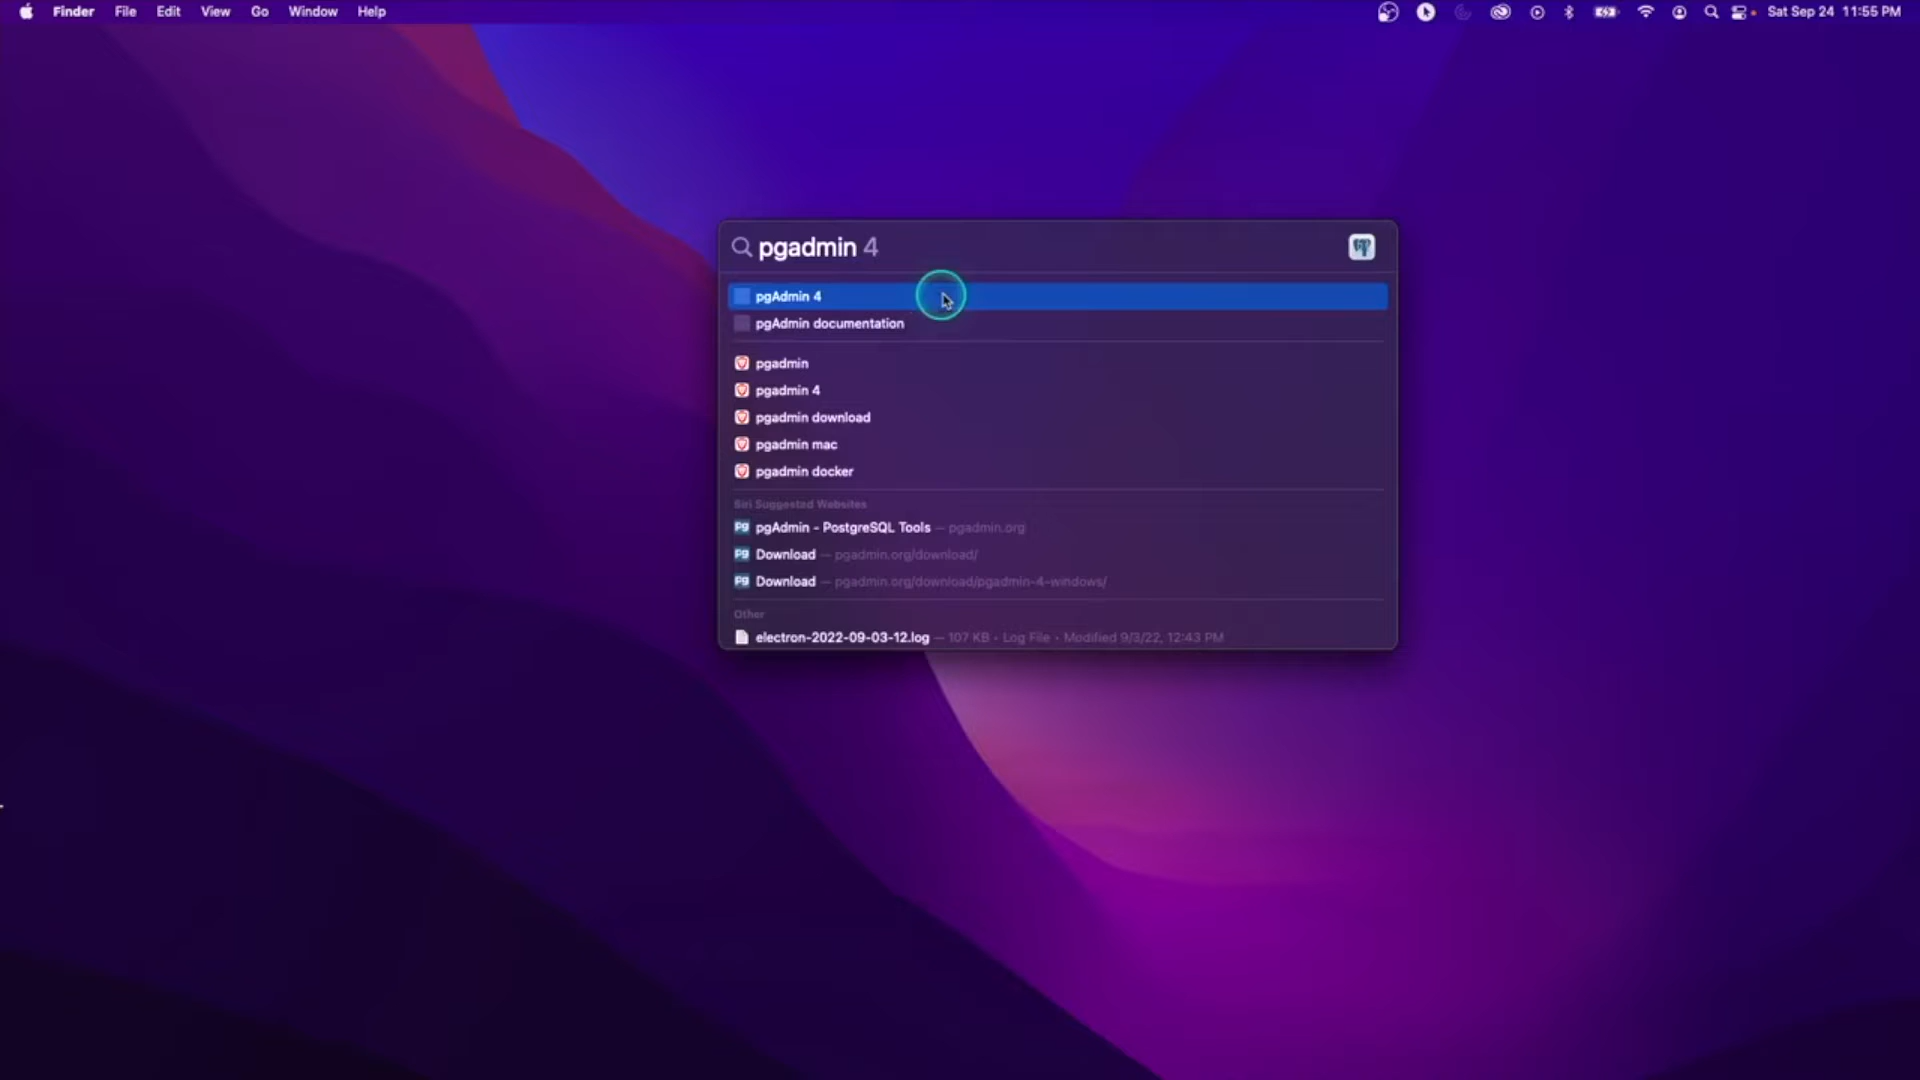 Finder File Edit View Go Window Help Sat Sep 24 11:55 PM
pgadmin 4
pgAdmin 4
pgAdmin documentation
pgadmin
pgadmin 4
pgadmin download
pgadmin mac
pgadmin docker
Siri Suggested Websites
Pg pgAdmin - PostgreSQL Tools — pgadmin.org
Pg Download — pgadmin.org/download/
Pg Download — pgadmin.org/download/pgadmin-4-windows/
Other
electron-2022-09-03-12.log — 107 KB • Log File • Modified 9/3/22, 12:43 PM